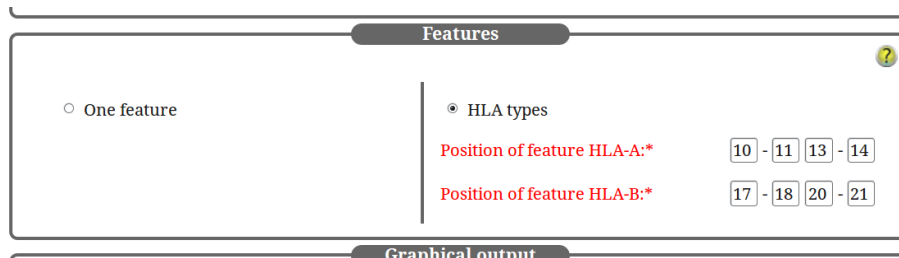 Features
?
One feature
HLA types
Position of feature HLA-A:* 10 - 11 13 - 14
Position of feature HLA-B:* 17 - 18 20 - 21
Graphical output